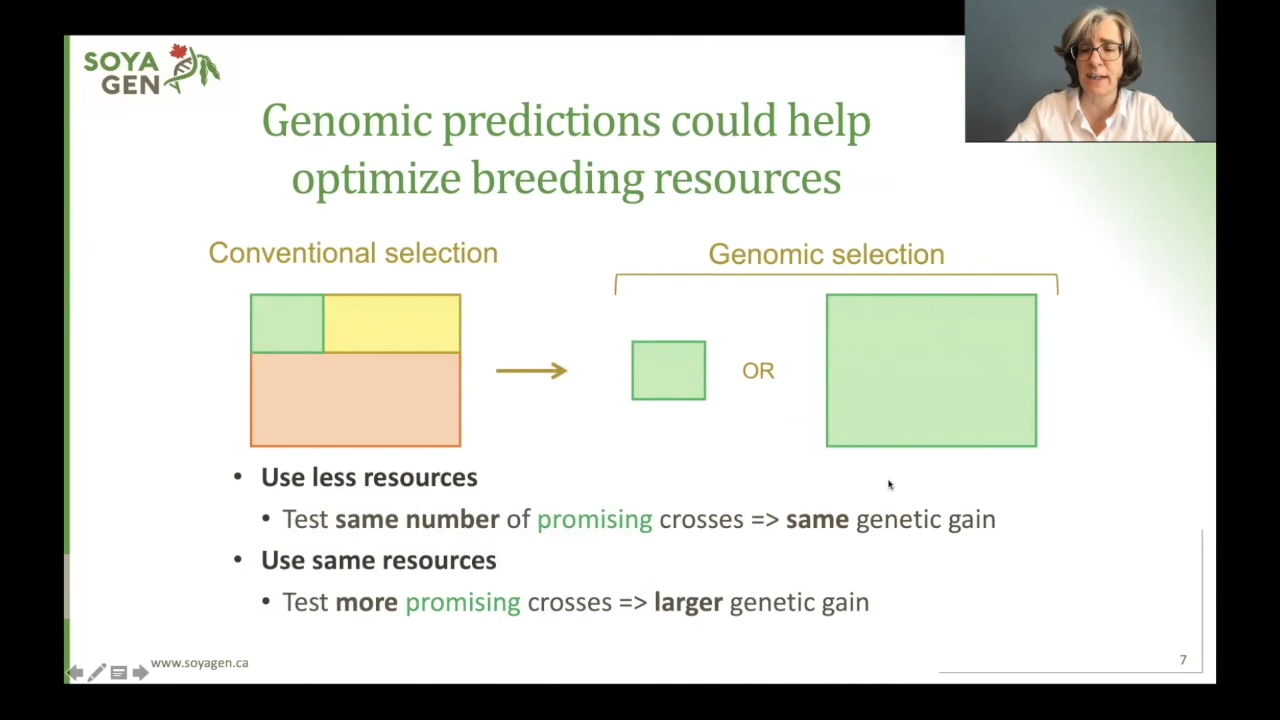 SOYA
GEN
Genomic predictions could help
optimize breeding resources
Conventional selection
Genomic selection
OR
• Use less resources
• Test same number of promising crosses => same genetic gain
• Use same resources
• Test more promising crosses => larger genetic gain
www.soyagen.ca
7